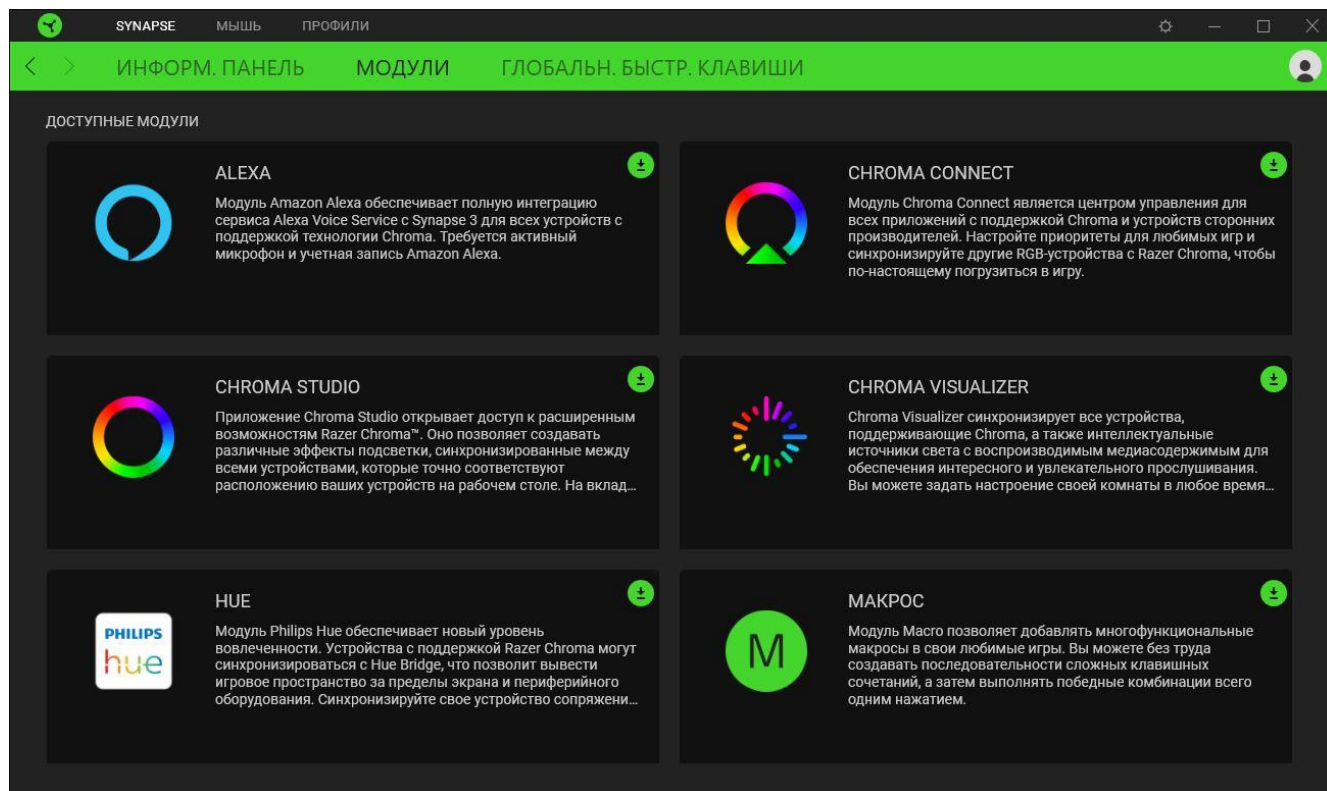 SYNAPSE МЫШЬ ПРОФИЛИ
ИНФОРМ. ПАНЕЛЬ МОДУЛИ ГЛОБАЛЬН. БЫСТР. КЛАВИШИ
ДОСТУПНЫЕ МОДУЛИ
ALEXA
Модуль Amazon Alexa обеспечивает полную интеграцию
сервиса Alexa Voice Service с Synapse 3 для всех устройств с
поддержкой технологии Chroma. Требуется активный
микрофон и учетная запись Amazon Alexa.
CHROMA CONNECT
Модуль Chroma Connect является центром управления для
всех приложений с поддержкой Chroma и устройств сторонних
производителей. Настройте приоритеты для любимых игр и
синхронизируйте другие RGB-устройства с Razer Chroma, чтобы
по-настоящему погрузиться в игру.
CHROMA STUDIO
Приложение Chroma Studio открывает доступ к расширенным
возможностям Razer Chroma™. Оно позволяет создавать
различные эффекты подсветки, синхронизированные между
всеми устройствами, которые точно соответствуют
расположению ваших устройств на рабочем столе. На вклад...
CHROMA VISUALIZER
Chroma Visualizer синхронизирует все устройства,
поддерживающие Chroma, а также интеллектуальные
источники света с воспроизводимым медиасодержимым для
обеспечения интересного и увлекательного прослушивания.
Вы можете задать настроение своей комнаты в любое время...
PHILIPS
hue
HUE
Модуль Philips Hue обеспечивает новый уровень
вовлеченности. Устройства с поддержкой Razer Chroma могут
синхронизироваться с Hue Bridge, что позволит вывести
игровое пространство за пределы экрана и периферийного
оборудования. Синхронизируйте свое устройство сопряжени...
M
МАКРОС
Модуль Macro позволяет добавлять многофункциональные
макросы в свои любимые игры. Вы можете без труда
создавать последовательности сложных клавишных
сочетаний, а затем выполнять победные комбинации всего
одним нажатием.